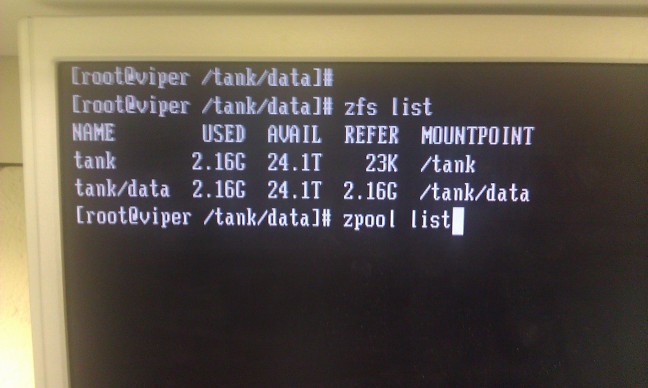 [root@viper /tank/data]#
[root@viper /tank/data]# zfs list
NAME USED AVAIL REFER MOUNTPOINT
tank 2.16G 24.1T 23K /tank
tank/data 2.16G 24.1T 2.16G /tank/data
[root@viper /tank/data]# zpool list